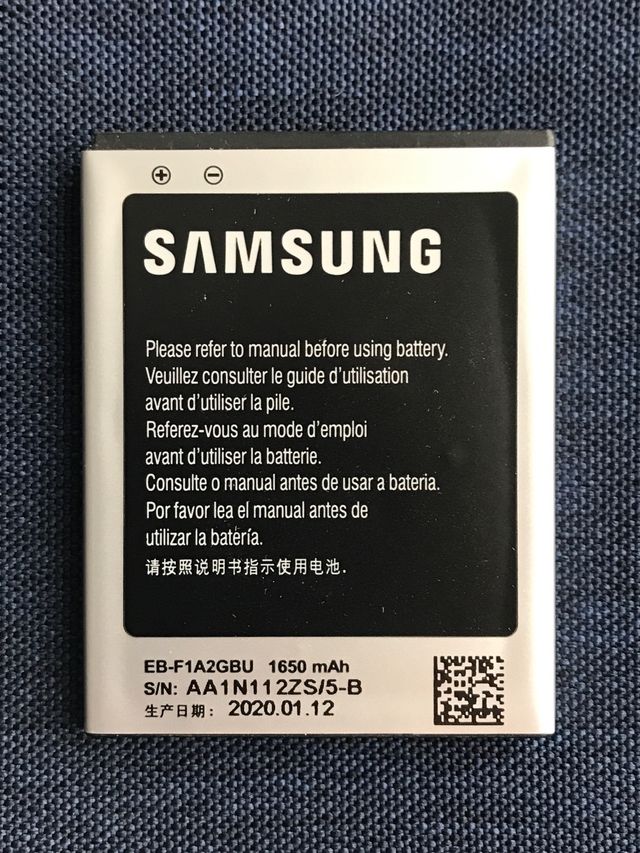 SAMSUNG
Please refer to manual before using battery.
Veuillez consulter le guide d'utilisation
avant d'utiliser la pile.
Referez-vous au mode d'emploi
avant d'utiliser la batterie.
Consulte o manual antes de usar a bateria.
Por favor lea el manual antes de
utilizar la batería.
请按照说明书指示使用电池.
EB-F1A2GBU 1650 mAh
S/N: AA1N112ZS/5-B
生产日期: 2020.01.12